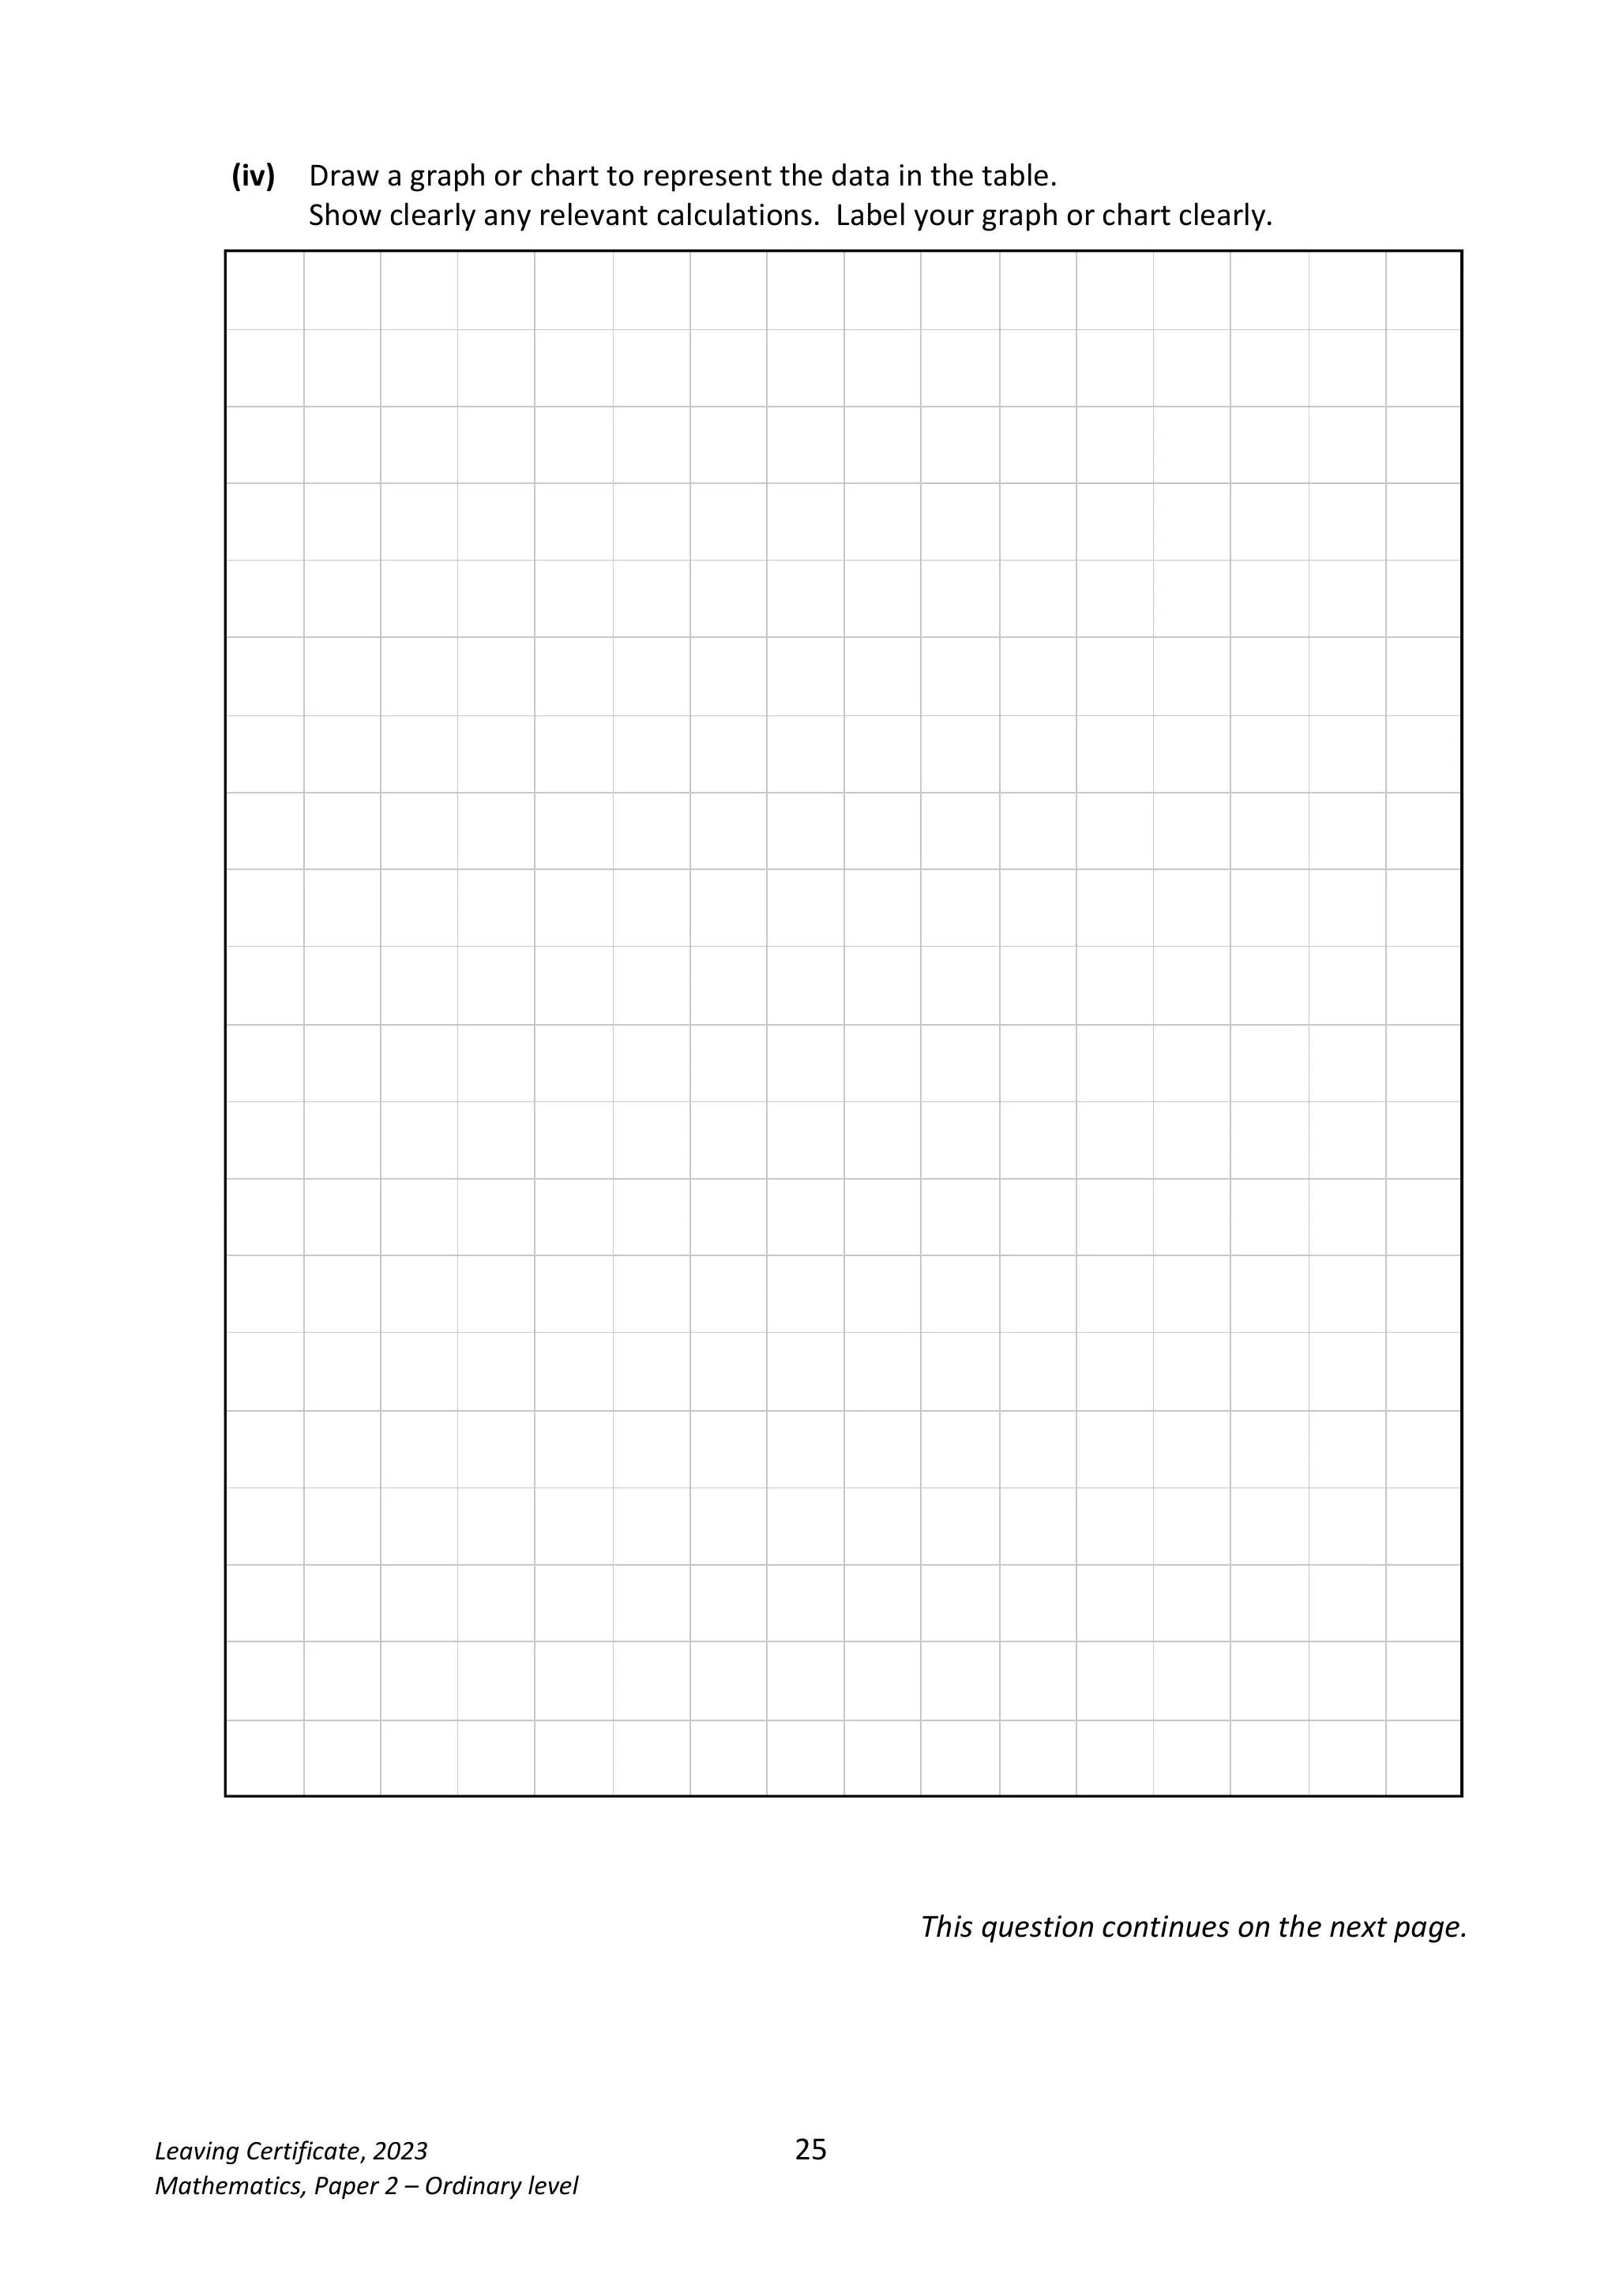 (iv) Draw a graph or chart to represent the data in the table.
Show clearly any relevant calculations. Label your graph or chart clearly.
This question continues on the next page.
Leaving Certificate, 2023 25
Mathematics, Paper 2 – Ordinary level